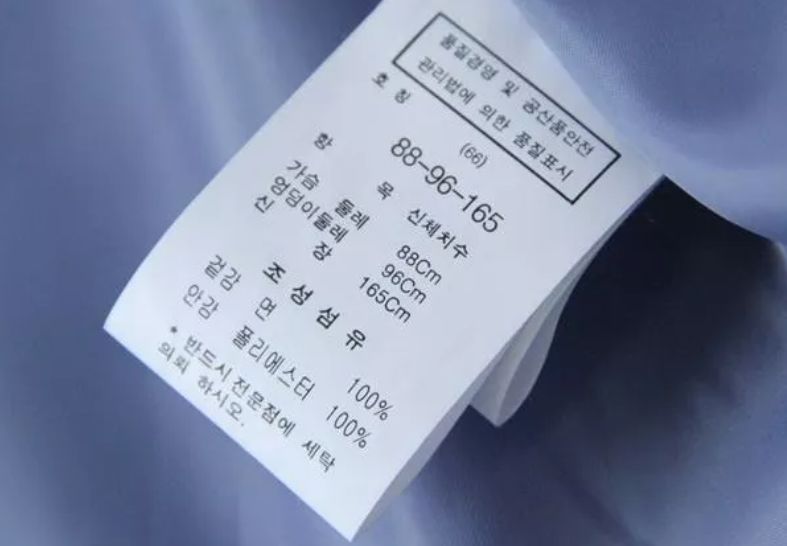 품질경영 및 공산품안전
관리법에 의한 품질표시
호 칭
(66)
88-96-165
항 목 신체치수
가슴 둘레 88Cm
엉덩이둘레 96Cm
신 장 165Cm
조 성 섬 유
겉감 면 100%
안감 폴리에스터 100%
* 반드시 전문점에 세탁
의뢰 하시오.